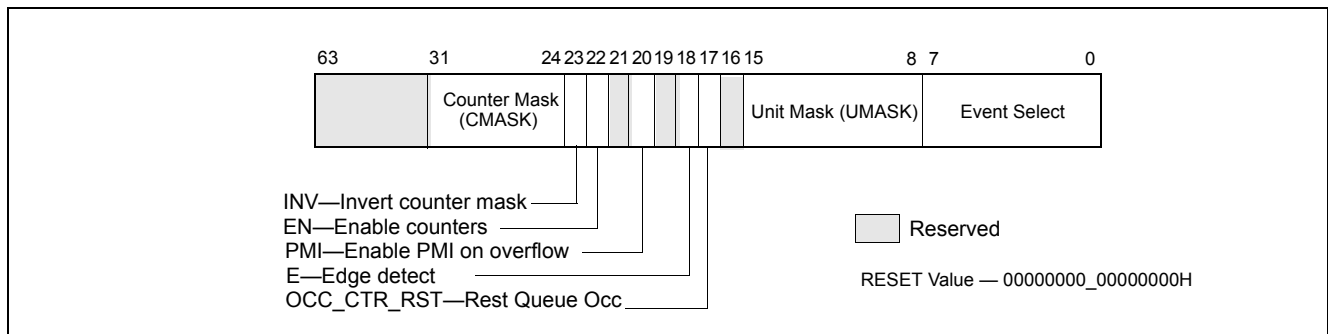 63 31 24 23 22 21 20 19 18 17 16 15 8 7 0
Counter Mask (CMASK) Unit Mask (UMASK) Event Select
INV—Invert counter mask
EN—Enable counters
PMI—Enable PMI on overflow
E—Edge detect
OCC_CTR_RST—Rest Queue Occ
Reserved
RESET Value — 00000000_00000000H